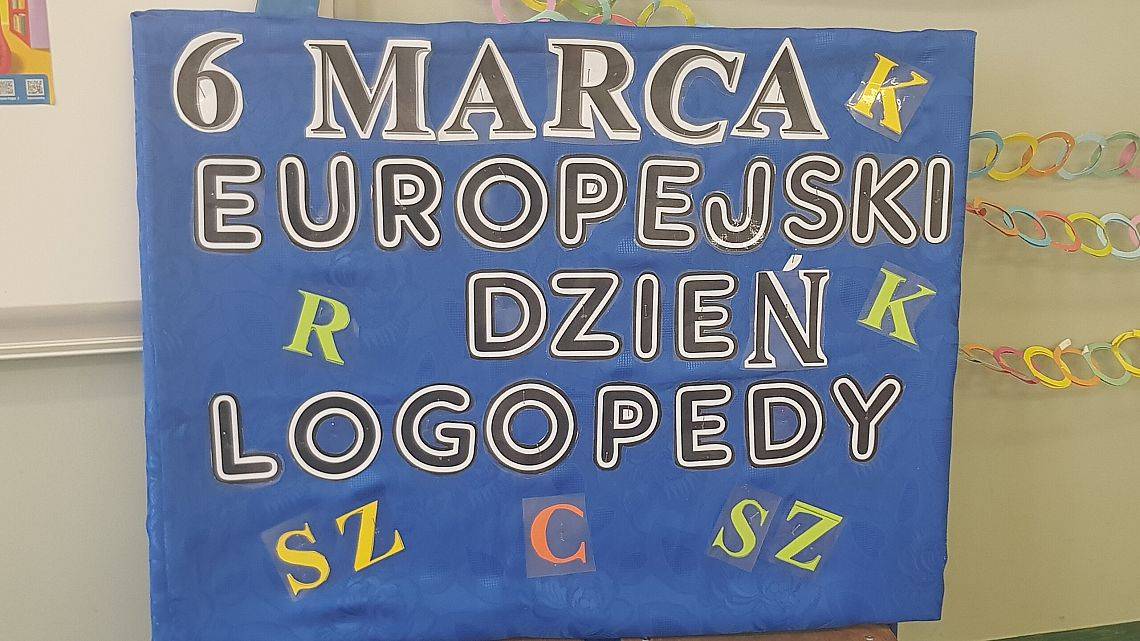 6 MARCA K
EUROPEJSKI
R DZIEŃ K
LOGOPEDY
SZ C SZ